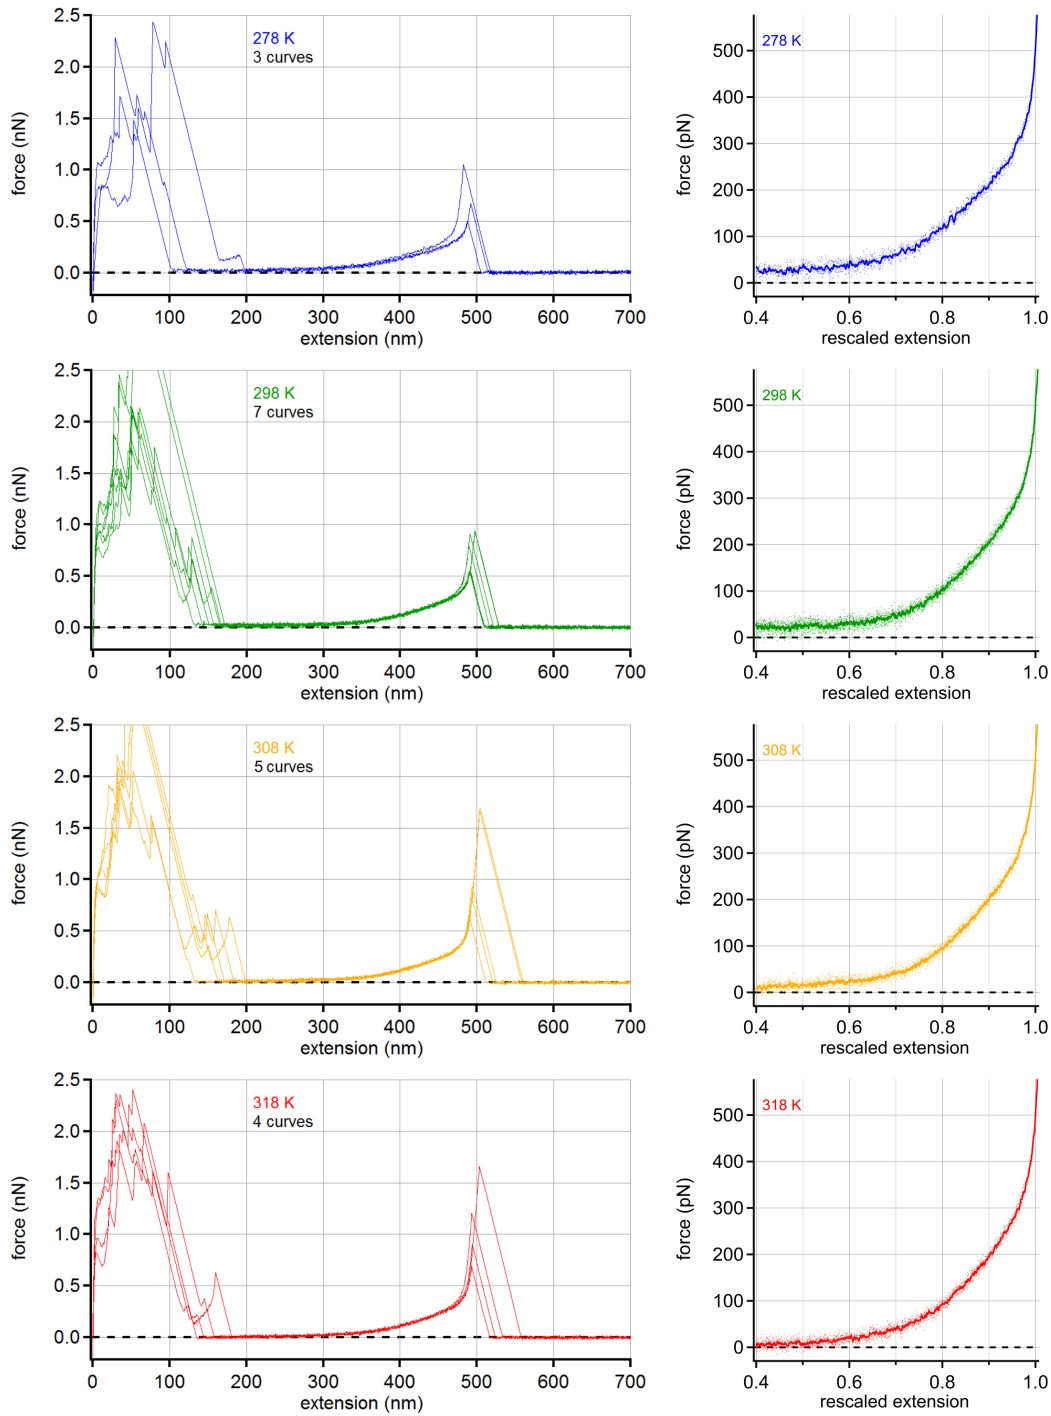 2.5
2.0
1.5
1.0
0.5
0.0
force (nN)
278 K
3 curves
0 100 200 300 400 500 600 700
extension (nm)
500
400
300
200
100
0
force (pN)
278 K
0.4 0.6 0.8 1.0
rescaled extension
2.5
2.0
1.5
1.0
0.5
0.0
force (nN)
298 K
7 curves
0 100 200 300 400 500 600 700
extension (nm)
500
400
300
200
100
0
force (pN)
298 K
0.4 0.6 0.8 1.0
rescaled extension
2.5
2.0
1.5
1.0
0.5
0.0
force (nN)
308 K
5 curves
0 100 200 300 400 500 600 700
extension (nm)
500
400
300
200
100
0
force (pN)
308 K
0.4 0.6 0.8 1.0
rescaled extension
2.5
2.0
1.5
1.0
0.5
0.0
force (nN)
318 K
4 curves
0 100 200 300 400 500 600 700
extension (nm)
500
400
300
200
100
0
force (pN)
318 K
0.4 0.6 0.8 1.0
rescaled extension